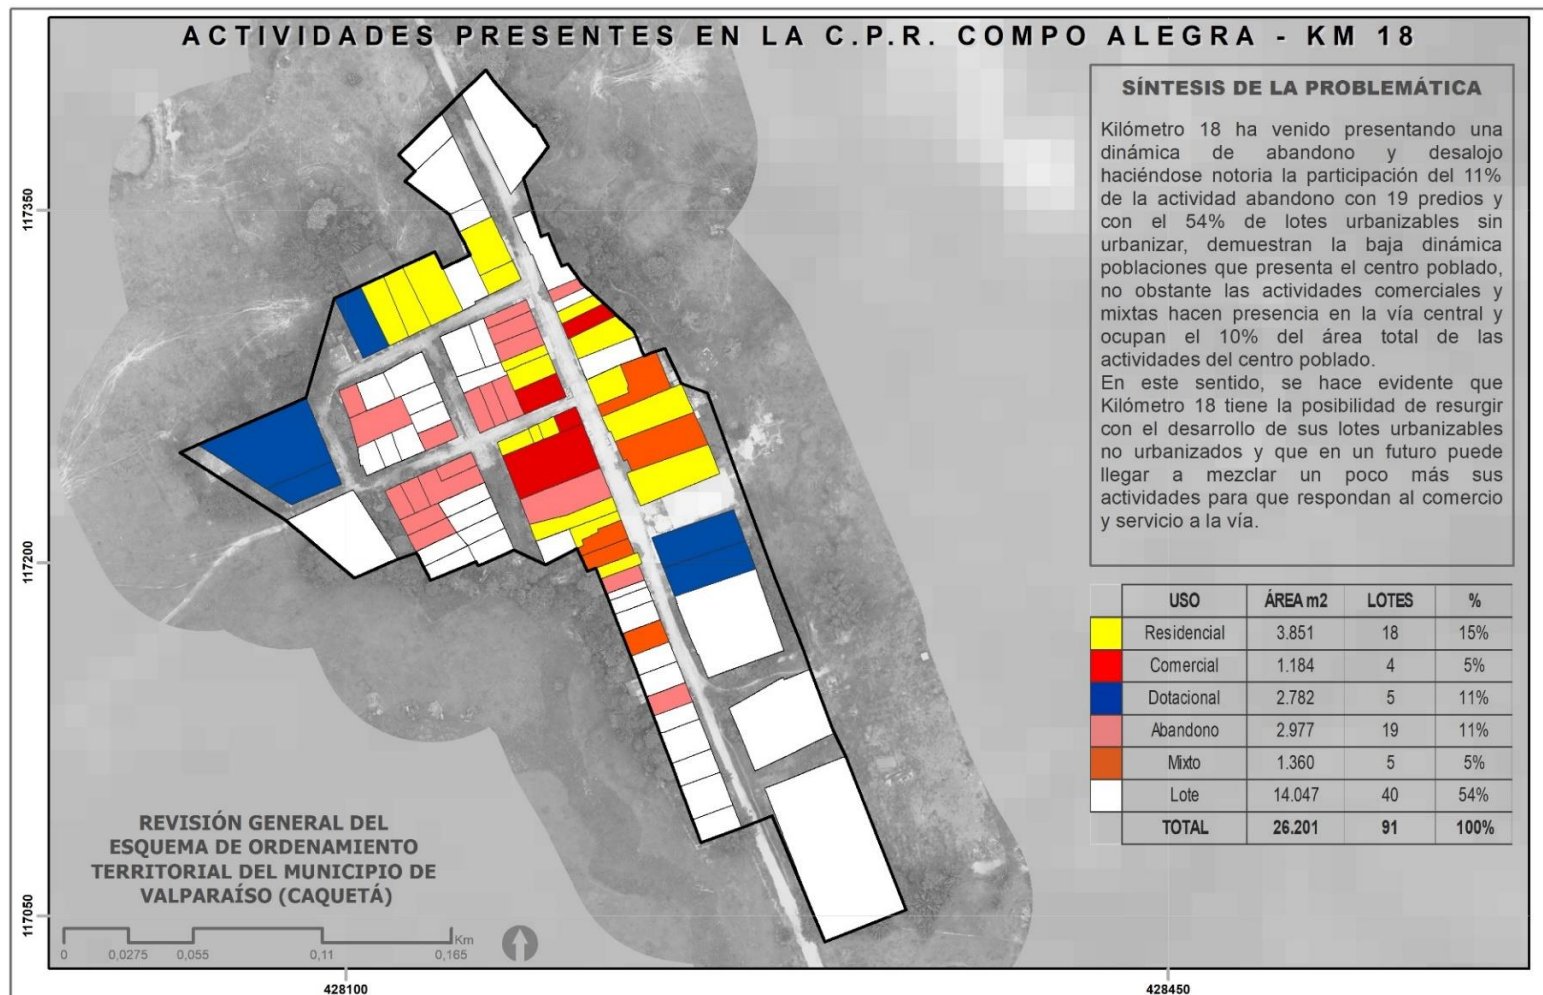 ACTIVIDADES PRESENTES EN LA C.P.R. COMPO ALEGRA - KM 18
SÍNTESIS DE LA PROBLEMÁTICA
Kilómetro 18 ha venido presentando una
dinámica de abandono y desalojo
haciéndose notoria la participación del 11%
de la actividad abandono con 19 predios y
con el 54% de lotes urbanizables sin
urbanizar, demuestran la baja dinámica
poblaciones que presenta el centro poblado,
no obstante las actividades comerciales y
mixtas hacen presencia en la vía central y
ocupan el 10% del área total de las
actividades del centro poblado.
En este sentido, se hace evidente que
Kilómetro 18 tiene la posibilidad de resurgir
con el desarrollo de sus lotes urbanizables
no urbanizados y que en un futuro puede
llegar a mezclar un poco más sus
actividades para que respondan al comercio
y servicio a la vía.
USO ÁREA m2 LOTES %
Residencial 3.851 18 15%
Comercial 1.184 4 5%
Dotacional 2.782 5 11%
Abandono 2.977 19 11%
Mixto 1.360 5 5%
Lote 14.047 40 54%
TOTAL 26.201 91 100%
REVISIÓN GENERAL DEL
ESQUEMA DE ORDENAMIENTO
TERRITORIAL DEL MUNICIPIO DE
VALPARAÍSO (CAQUETÁ)
Km
0 0,0275 0,055 0,11 0,165
117350
117200
117050
428100 428450